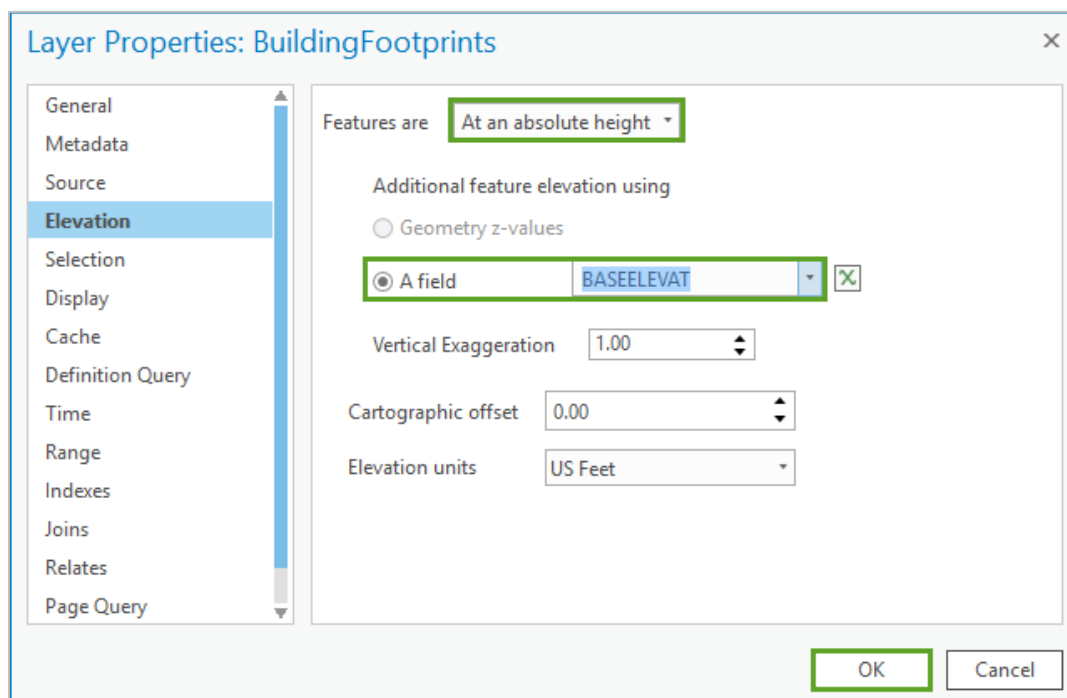 Layer Properties: BuildingFootprints
General
Metadata
Source
Elevation
Selection
Display
Cache
Definition Query
Time
Range
Indexes
Joins
Relates
Page Query
Features are At an absolute height
Additional feature elevation using
Geometry z-values
A field BASEELEVAT
Vertical Exaggeration 1.00
Cartographic offset 0.00
Elevation units US Feet
OK Cancel